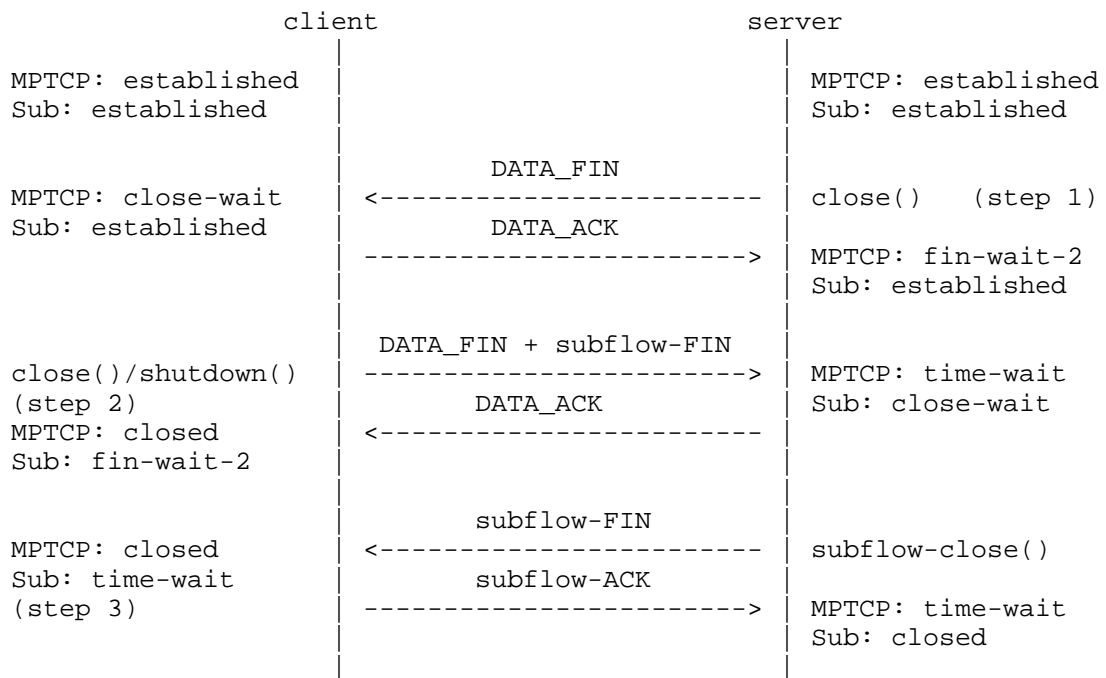 client server
MPTCP: established MPTCP: established
Sub: established Sub: established
DATA_FIN
MPTCP: close-wait <------------------------ close() (step 1)
Sub: established DATA_ACK
------------------------> MPTCP: fin-wait-2
Sub: established
DATA_FIN + subflow-FIN
close()/shutdown() ------------------------> MPTCP: time-wait
(step 2) DATA_ACK Sub: close-wait
MPTCP: closed <------------------------
Sub: fin-wait-2
subflow-FIN
MPTCP: closed <------------------------ subflow-close()
Sub: time-wait subflow-ACK
(step 3) ------------------------> MPTCP: time-wait
Sub: closed